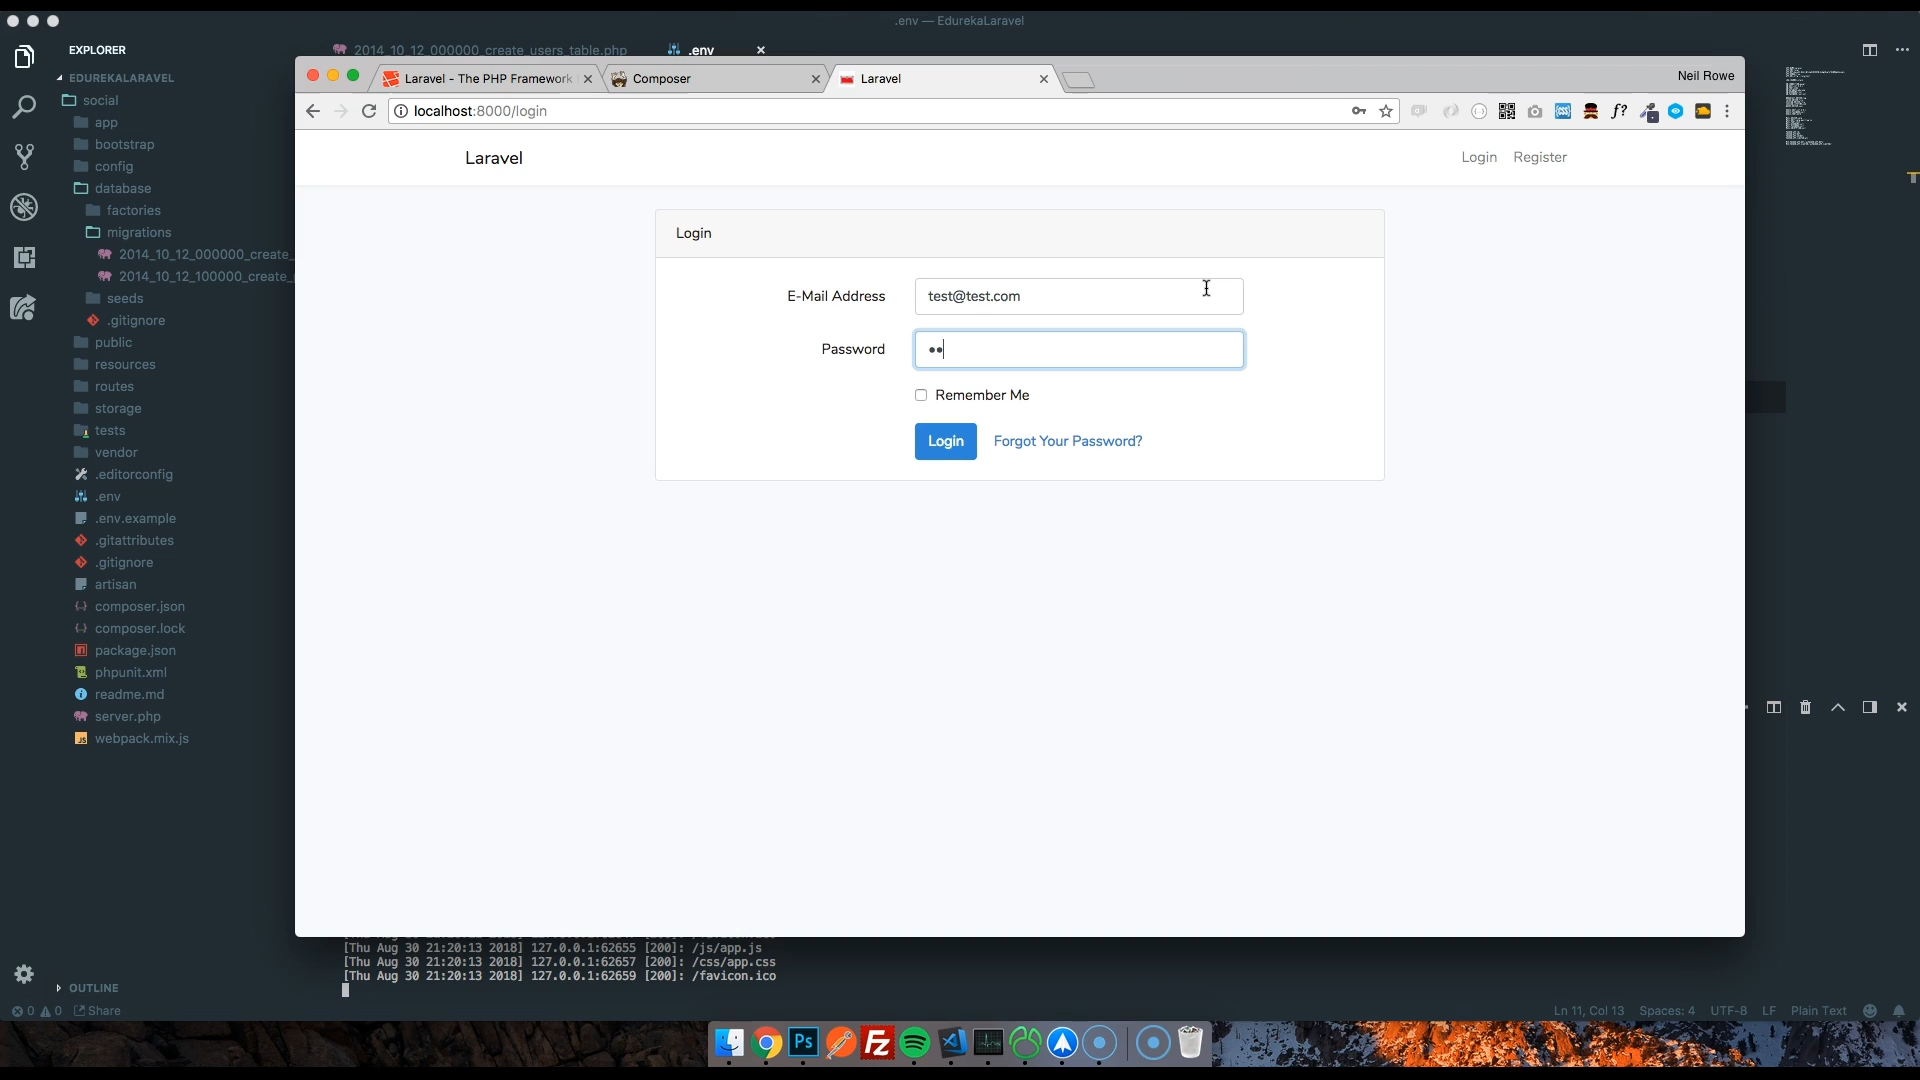 .env — EdurekaLaravel
EXPLORER
2014_10_12_000000_create_users_table.php
.env
EDUREKALARAVEL
social
app
bootstrap
config
database
factories
migrations
2014_10_12_000000_create_
2014_10_12_100000_create_
seeds
.gitignore
public
resources
routes
storage
tests
vendor
.editorconfig
.env
.env.example
.gitattributes
.gitignore
artisan
composer.json
composer.lock
package.json
phpunit.xml
readme.md
server.php
webpack.mix.js
OUTLINE
Laravel - The PHP Framework
Composer
Laravel
Neil Rowe
localhost:8000/login
f?
Laravel
Login
Register
Login
E-Mail Address
test@test.com
Password
Remember Me
Login
Forgot Your Password?
[Thu Aug 30 21:20:13 2018] 127.0.0.1:62655 [200]: /js/app.js
[Thu Aug 30 21:20:13 2018] 127.0.0.1:62657 [200]: /css/app.css
[Thu Aug 30 21:20:13 2018] 127.0.0.1:62659 [200]: /favicon.ico
0
0
Share
Ln 11, Col 13
Spaces: 4
UTF-8
LF
Plain Text
Ps
FZ